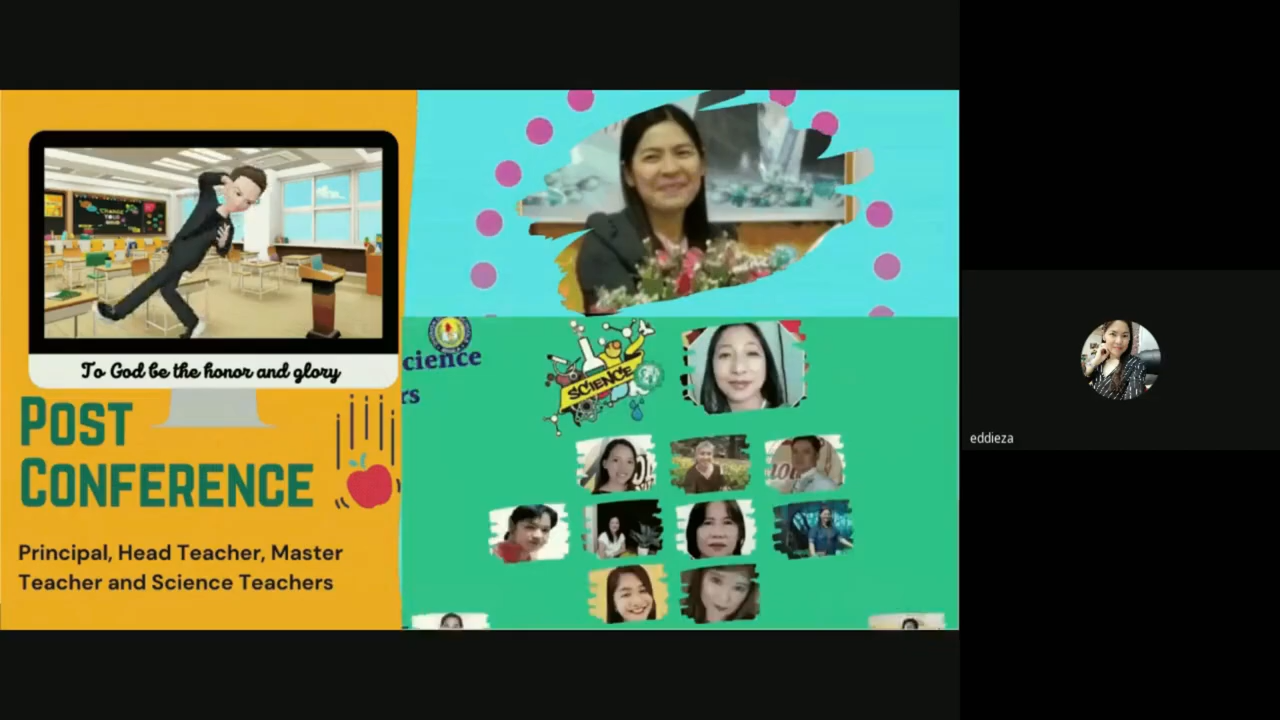 To God be the honor and glory
POST
CONFERENCE
Principal, Head Teacher, Master
Teacher and Science Teachers
cience
rs
SCIENCE
eddieza